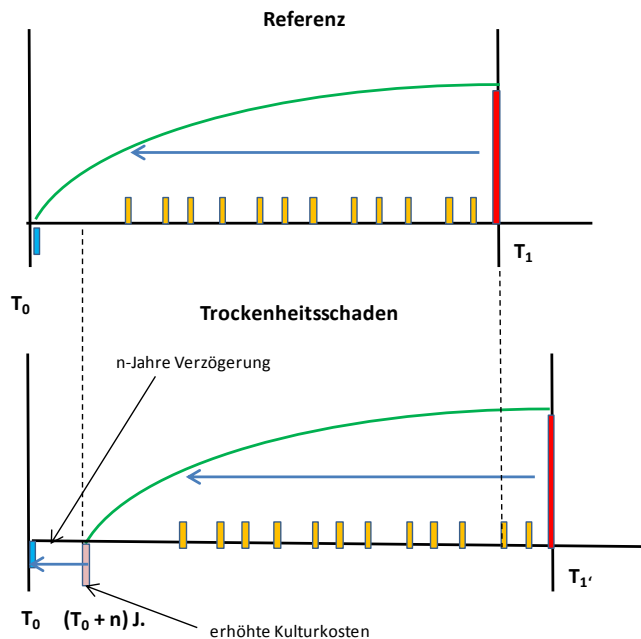 Referenz
T₁
T₀
Trockenheitsschaden
n-Jahre Verzögerung
T₁‘
T₀
(T₀ + n) J.
erhöhte Kulturkosten